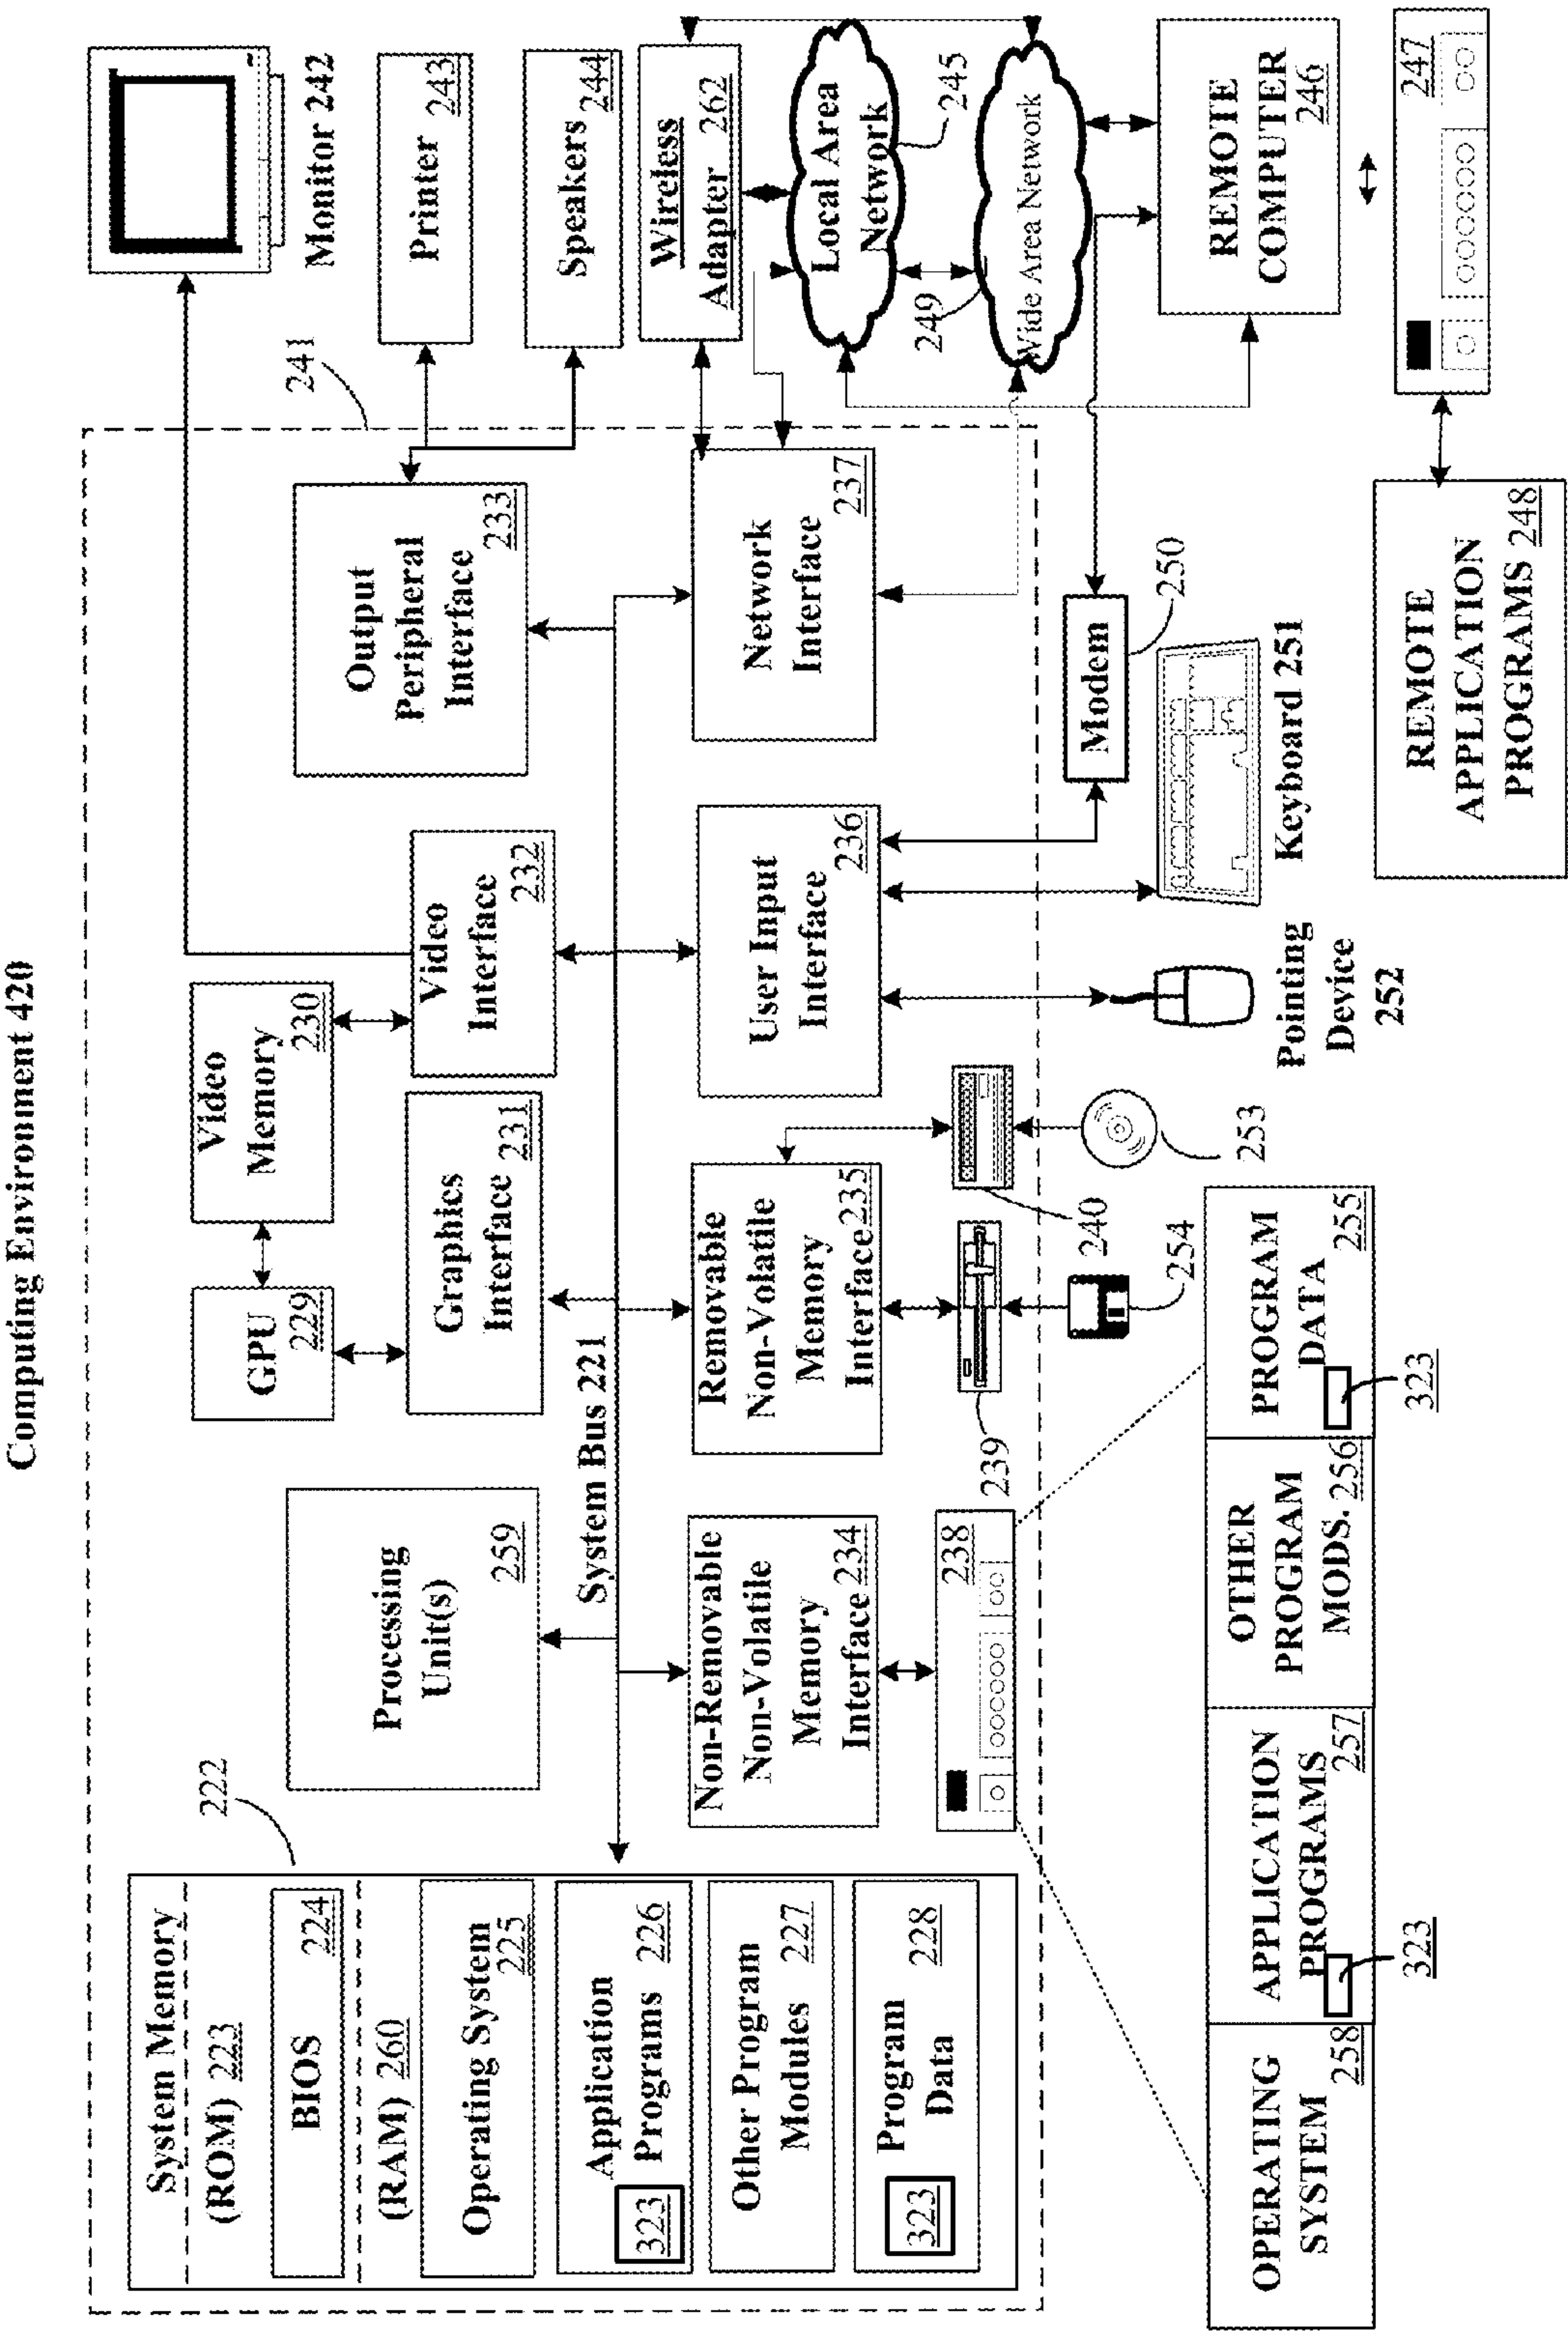 Computing Environment 420
System Memory
(ROM) 223
BIOS 224
(RAM) 260
Operating System
225
Application
Programs 226
323
Other Program
Modules 227
Program
Data 228
323
222
Processing
Unit(s)
259
System Bus 221
GPU
229
Video
Memory
230
Graphics
Interface 231
Video
Interface
232
Output
Peripheral
Interface
233
241
Monitor 242
Printer
243
Speakers
244
Wireless
Adapter 262
Non-Removable
Non-Volatile
Memory
Interface 234
Removable
Non-Volatile
Memory
Interface 235
User Input
Interface
236
Network
Interface
237
Local Area
Network
245
249
Wide Area Network
238
239
240
254
253
Pointing
Device
252
Keyboard 251
Modem
250
REMOTE
COMPUTER
246
247
REMOTE
APPLICATION
PROGRAMS 248
OPERATING
SYSTEM
258
APPLICATION
PROGRAMS
257
323
OTHER
PROGRAM
MODS. 256
PROGRAM
DATA
255
323